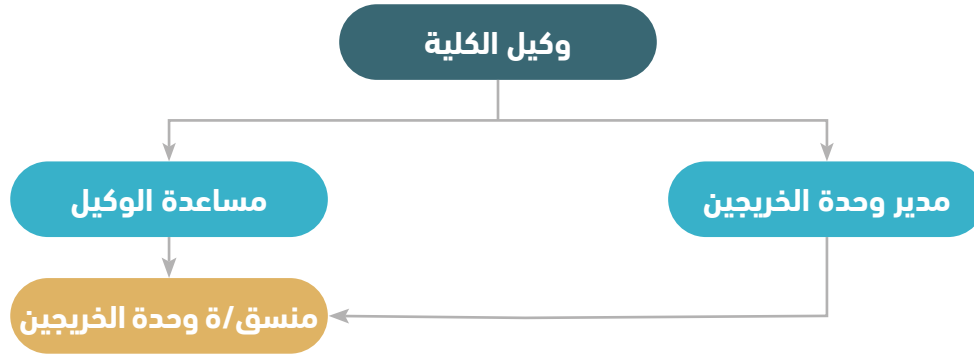 وكيل الكلية
مدير وحدة الخريجين
مساعدة الوكيل
منسق/ة وحدة الخريجين